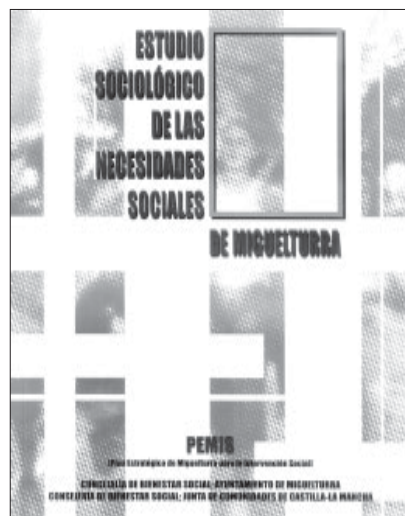 ESTUDIO
SOCIOLÓGICO
DE LAS
NECESIDADES
SOCIALES
DE MIGUELTURRA
PEMIS
(Plan Estratégico de Miguelturra para la Intervención Social)
CONCEJALÍA DE BIENESTAR SOCIAL: AYUNTAMIENTO DE MIGUELTURRA
CONSEJERÍA DE BIENESTAR SOCIAL: JUNTA DE COMUNIDADES DE CASTILLA-LA MANCHA